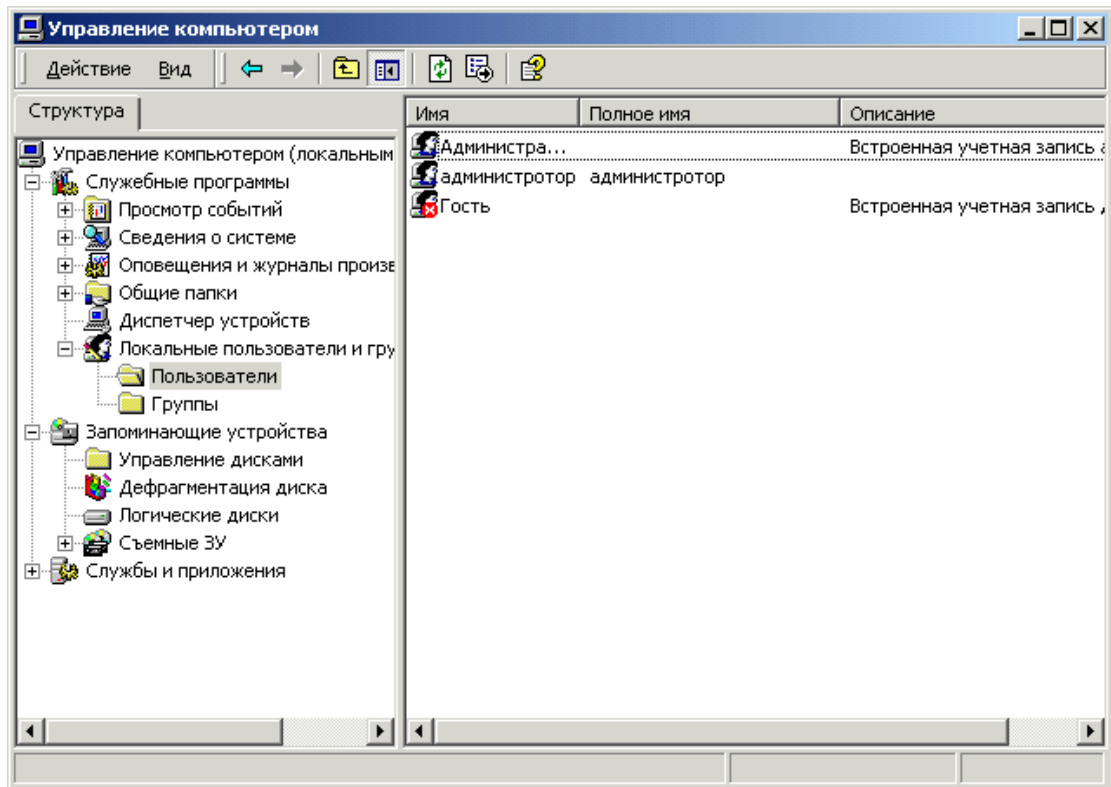 Управление компьютером
Действие Вид
Структура
Имя Полное имя Описание
Управление компьютером (локальным
Служебные программы
Просмотр событий
Сведения о системе
Оповещения и журналы произв
Общие папки
Диспетчер устройств
Локальные пользователи и гру
Пользователи
Группы
Запоминающие устройства
Управление дисками
Дефрагментация диска
Логические диски
Съемные ЗУ
Службы и приложения
Администра... Встроенная учетная запись
администротор администротор
Гость Встроенная учетная запись